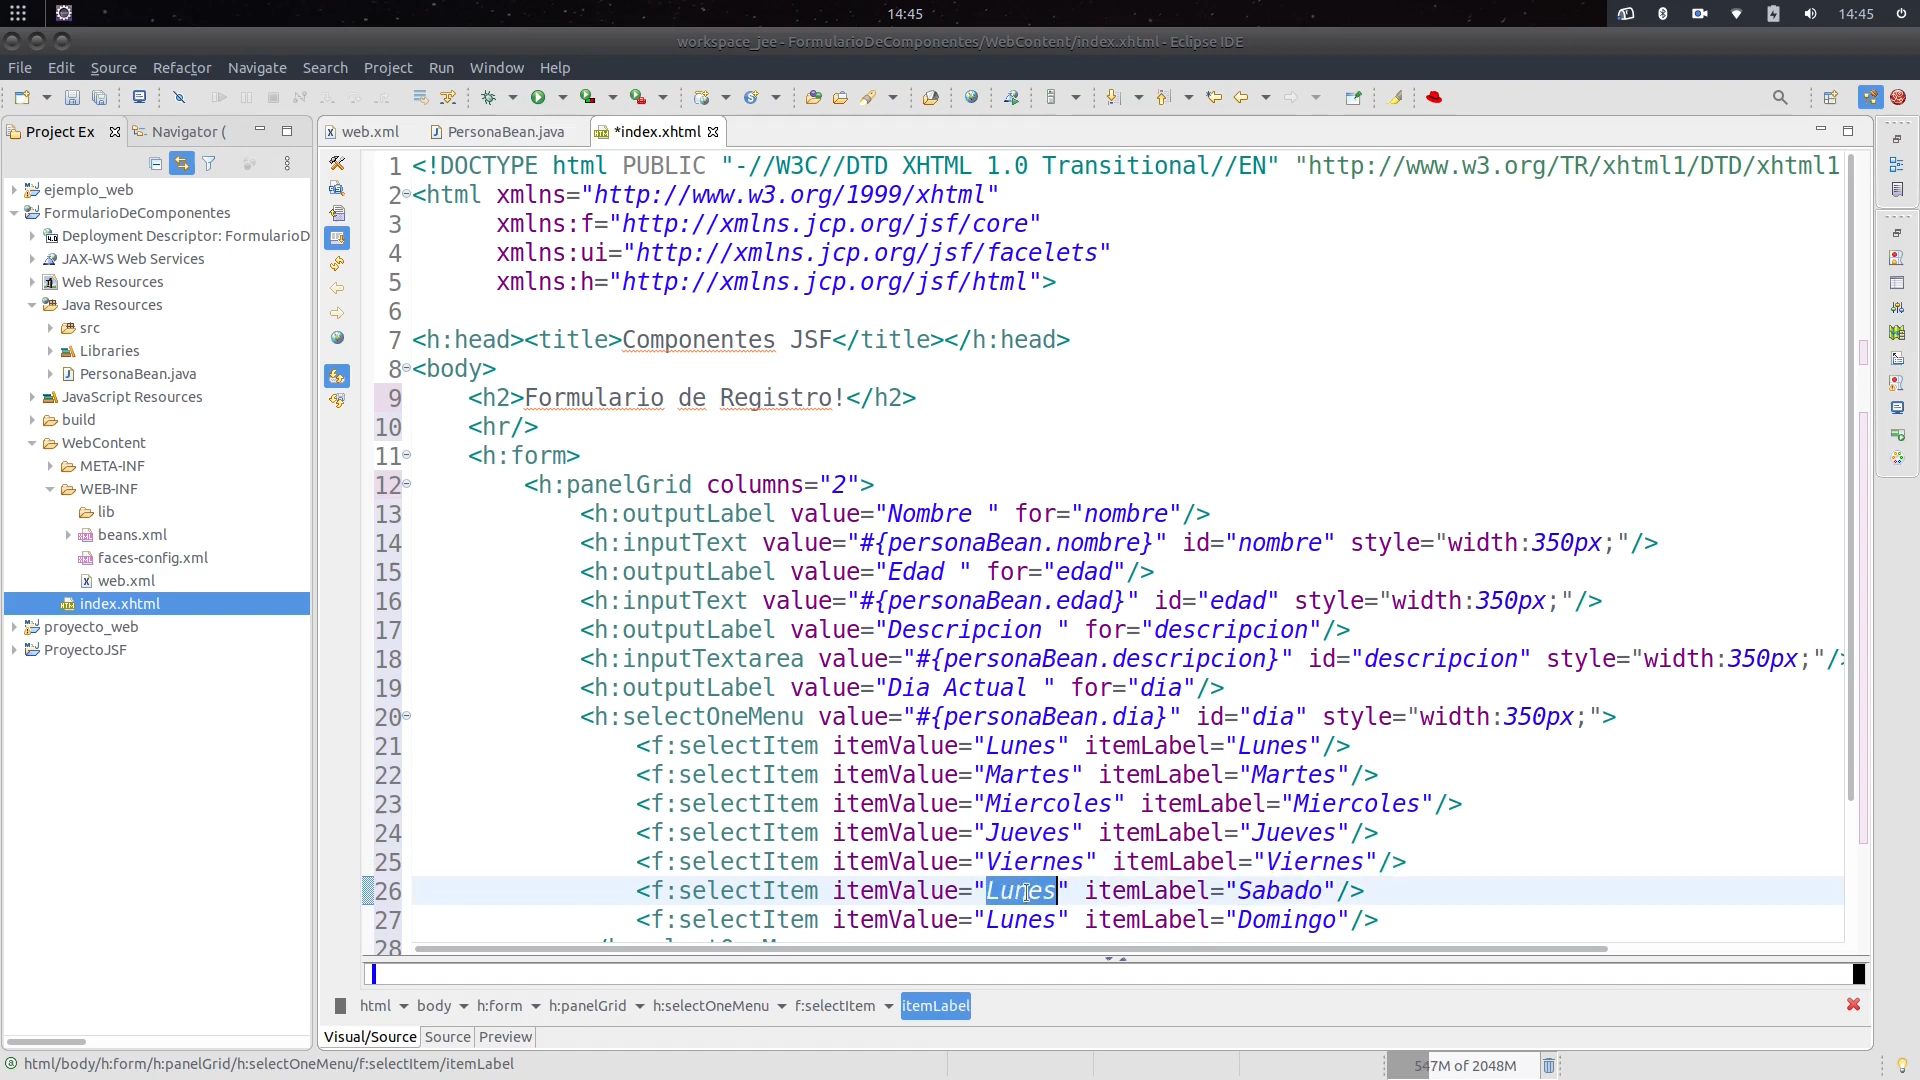 14:45
14:45
workspace_jee - FormularioDeComponentes/WebContent/index.xhtml - Eclipse IDE
File Edit Source Refactor Navigate Search Project Run Window Help
Project Ex Navigator (
web.xml PersonaBean.java *index.xhtml
ejemplo_web
FormularioDeComponentes
Deployment Descriptor: FormularioD
JAX-WS Web Services
Web Resources
Java Resources
src
Libraries
PersonaBean.java
JavaScript Resources
build
WebContent
META-INF
WEB-INF
lib
beans.xml
faces-config.xml
web.xml
index.xhtml
proyecto_web
ProyectoJSF
1 <!DOCTYPE html PUBLIC "-//W3C//DTD XHTML 1.0 Transitional//EN" "http://www.w3.org/TR/xhtml1/DTD/xhtml1
2 <html xmlns="http://www.w3.org/1999/xhtml"
3 xmlns:f="http://xmlns.jcp.org/jsf/core"
4 xmlns:ui="http://xmlns.jcp.org/jsf/facelets"
5 xmlns:h="http://xmlns.jcp.org/jsf/html">
6
7 <h:head><title>Componentes JSF</title></h:head>
8 <body>
9 <h2>Formulario de Registro!</h2>
10 <hr/>
11 <h:form>
12 <h:panelGrid columns="2">
13 <h:outputLabel value="Nombre " for="nombre"/>
14 <h:inputText value="#{personaBean.nombre}" id="nombre" style="width:350px;"/>
15 <h:outputLabel value="Edad " for="edad"/>
16 <h:inputText value="#{personaBean.edad}" id="edad" style="width:350px;"/>
17 <h:outputLabel value="Descripcion " for="descripcion"/>
18 <h:inputTextarea value="#{personaBean.descripcion}" id="descripcion" style="width:350px;"/>
19 <h:outputLabel value="Dia Actual " for="dia"/>
20 <h:selectOneMenu value="#{personaBean.dia}" id="dia" style="width:350px;">
21 <f:selectItem itemValue="Lunes" itemLabel="Lunes"/>
22 <f:selectItem itemValue="Martes" itemLabel="Martes"/>
23 <f:selectItem itemValue="Miercoles" itemLabel="Miercoles"/>
24 <f:selectItem itemValue="Jueves" itemLabel="Jueves"/>
25 <f:selectItem itemValue="Viernes" itemLabel="Viernes"/>
26 <f:selectItem itemValue="Lunes" itemLabel="Sabado"/>
27 <f:selectItem itemValue="Lunes" itemLabel="Domingo"/>
28
html body h:form h:panelGrid h:selectOneMenu f:selectItem itemLabel
Visual/Source Source Preview
html/body/h:form/h:panelGrid/h:selectOneMenu/f:selectItem/itemLabel
547M of 2048M